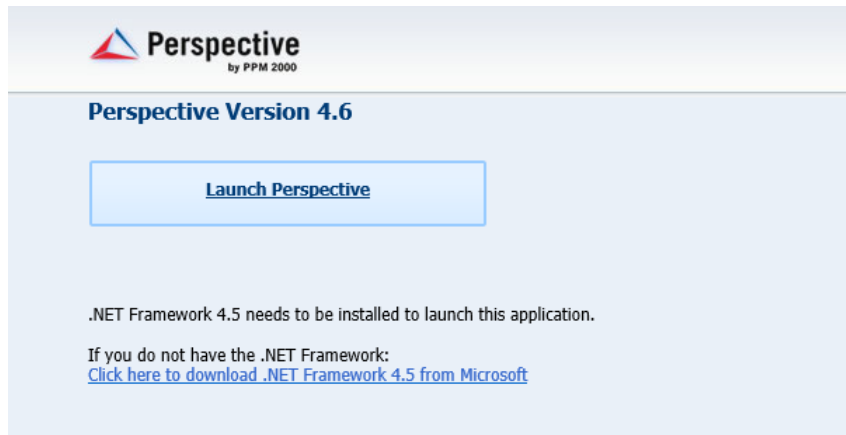 Perspective
by PPM 2000
Perspective Version 4.6
Launch Perspective
.NET Framework 4.5 needs to be installed to launch this application.
If you do not have the .NET Framework:
Click here to download .NET Framework 4.5 from Microsoft